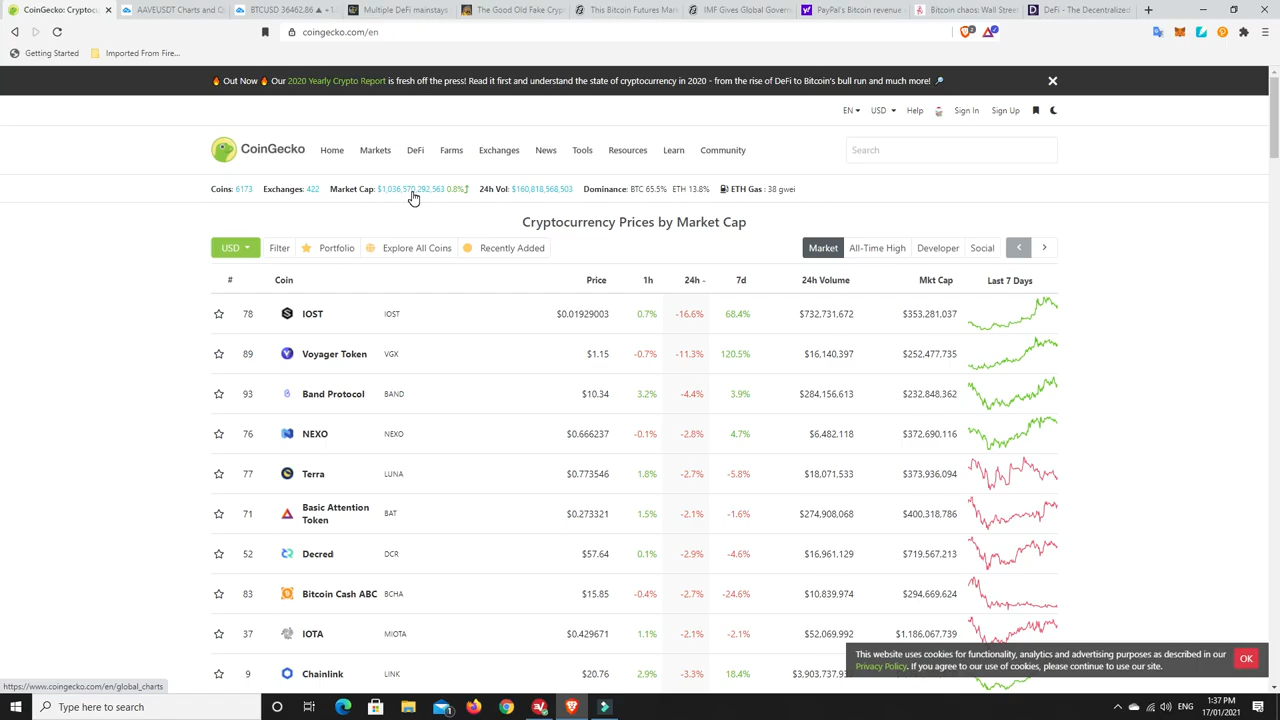 CoinGecko: Cryptocu
AAVEUSDT Charts and Q
BTCUSD 36462.86 ▲ +1
Multiple DeFi mainstays
The Good Old Fake Cryp
This Bitcoin Futures Mar
IMF Gives Global Govern
PayPal's Bitcoin revenue
Bitcoin chaos: Wall Stree
DeFi - The Decentralized
coingecko.com/en
Getting Started
Imported From Fire...
Out Now Our 2020 Yearly Crypto Report is fresh off the press! Read it first and understand the state of cryptocurrency in 2020 - from the rise of DeFi to Bitcoin's bull run and much more!
EN USD Help Sign In Sign Up
CoinGecko Home Markets DeFi Farms Exchanges News Tools Resources Learn Community Search
Coins: 6173 Exchanges: 422 Market Cap: $1,036,570,292,563 0.8% 24h Vol: $160,818,568,503 Dominance: BTC 65.5% ETH 13.8% ETH Gas : 38 gwei
Cryptocurrency Prices by Market Cap
USD Filter Portfolio Explore All Coins Recently Added Market All-Time High Developer Social
# Coin Price 1h 24h 7d 24h Volume Mkt Cap Last 7 Days
78 IOST IOST $0.01929003 0.7% -16.6% 68.4% $732,731,672 $353,281,037
89 Voyager Token VGX $1.15 -0.7% -11.3% 120.5% $16,140,397 $252,477,735
93 Band Protocol BAND $10.34 3.2% -4.4% 3.9% $284,156,613 $232,848,362
76 NEXO NEXO $0.666237 -0.1% -2.8% 4.7% $6,482,118 $372,690,116
77 Terra LUNA $0.773546 1.8% -2.7% -5.8% $18,071,533 $373,936,094
71 Basic Attention Token BAT $0.273321 1.5% -2.1% -1.6% $274,908,068 $400,318,786
52 Decred DCR $57.64 0.1% -2.9% -4.6% $16,961,129 $719,567,213
83 Bitcoin Cash ABC BCHA $15.85 -0.4% -2.7% -24.6% $10,839,974 $294,669,624
37 IOTA MIOTA $0.429671 1.1% -2.1% -2.1% $52,069,992 $1,186,067,739
9 Chainlink LINK $20.76 2.9% -3.3% 18.4%
This website uses cookies for functionality, analytics and advertising purposes as described in our
Privacy Policy. If you agree to our use of cookies, please continue to use our site.
OK
https://www.coingecko.com/en/global_charts
Type here to search
ENG
1:37 PM
17/01/2021